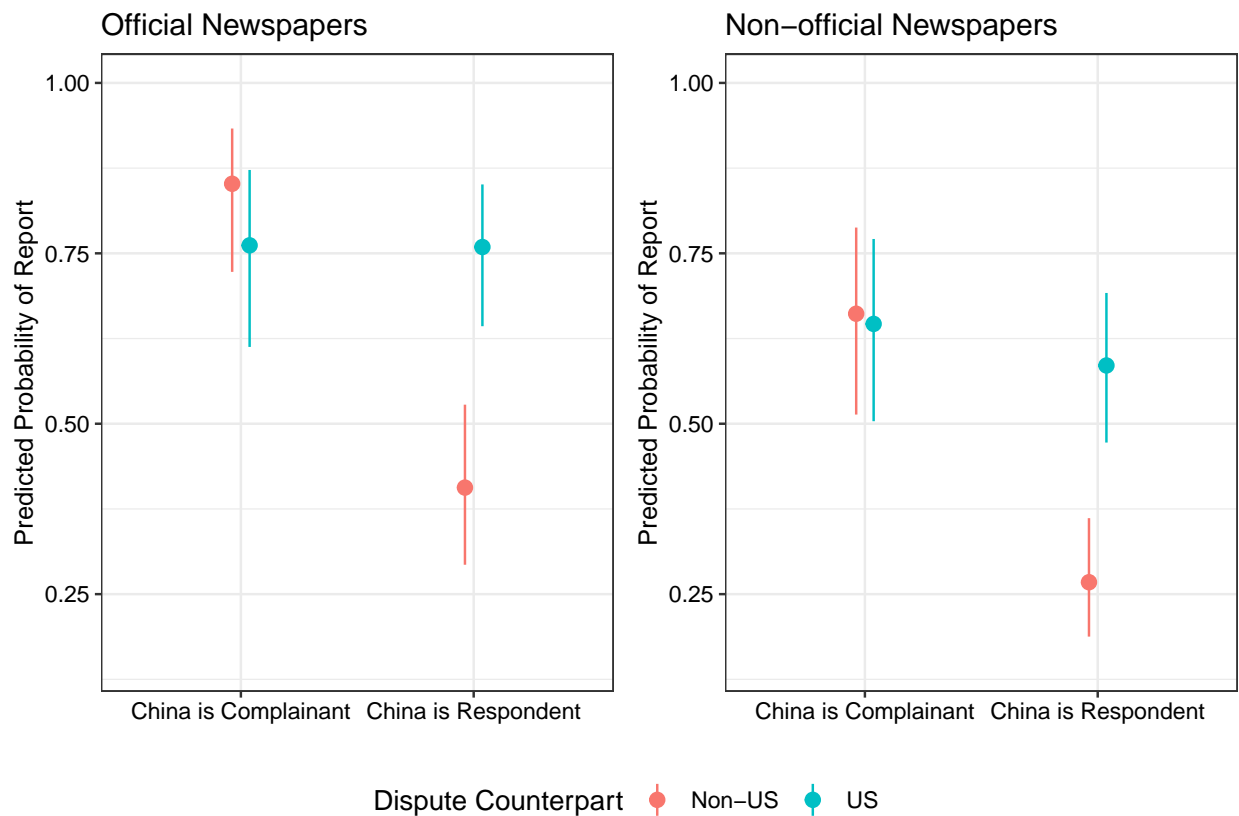 Official Newspapers
Non−official Newspapers
Predicted Probability of Report
1.00
0.75
0.50
0.25
China is Complainant
China is Respondent
Predicted Probability of Report
1.00
0.75
0.50
0.25
China is Complainant
China is Respondent
Dispute Counterpart Non−US US